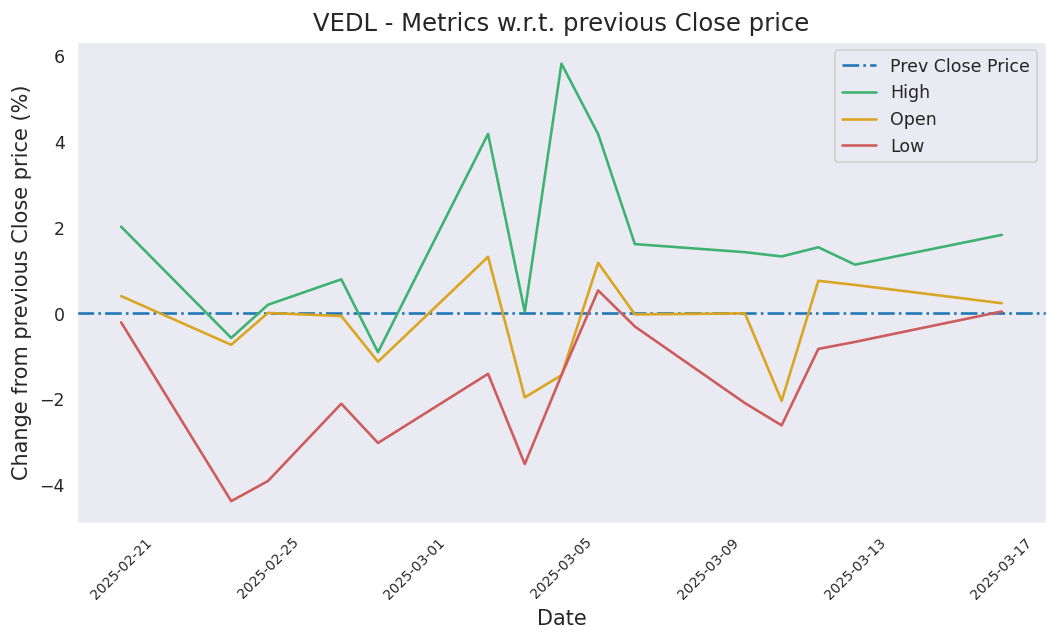 VEDL - Metrics w.r.t. previous Close price
Change from previous Close price (%)
6
4
2
0
−2
−4
Prev Close Price
High
Open
Low
2025-02-21
2025-02-25
2025-03-01
2025-03-05
2025-03-09
2025-03-13
2025-03-17
Date